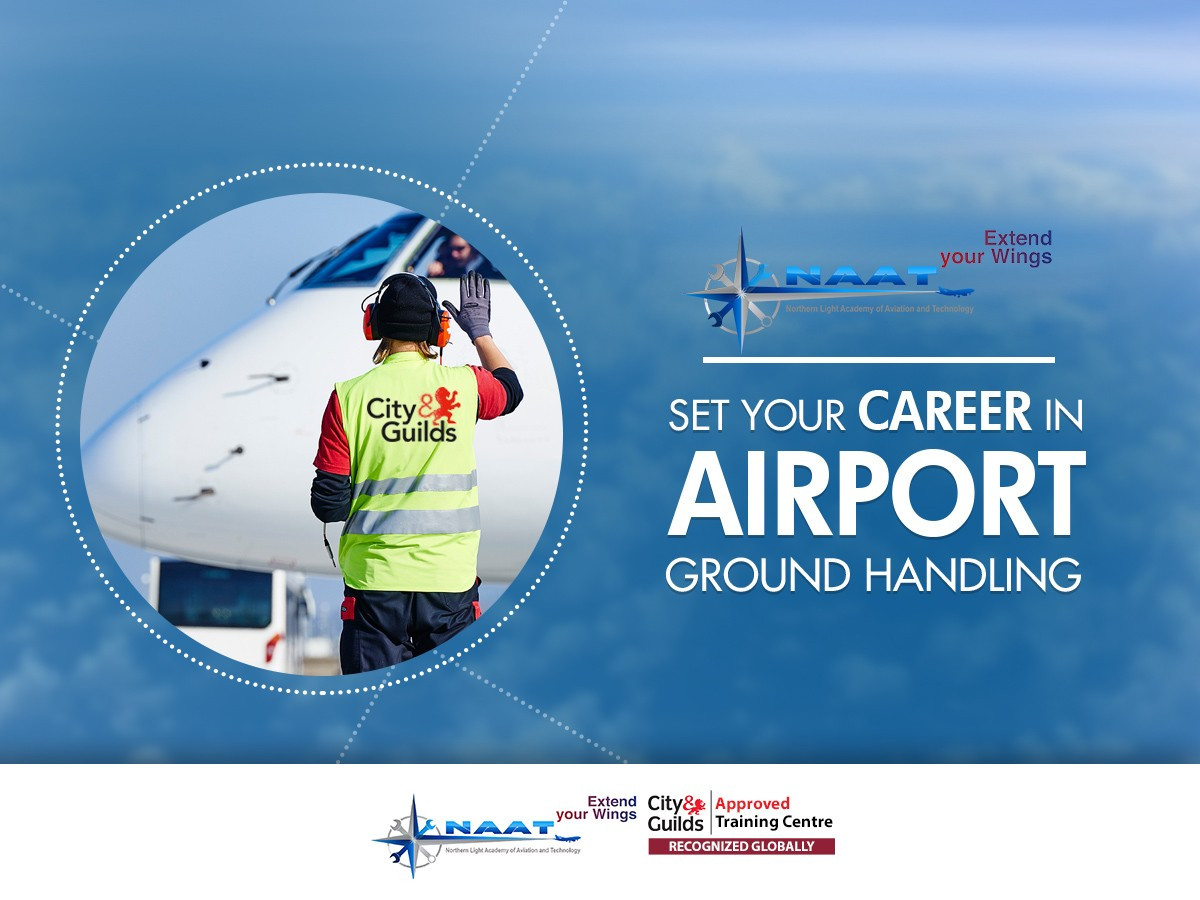 City&
Guilds
Extend
your Wings
NAAT
Northern Light Academy of Aviation and Technology
SET YOUR CAREER IN
AIRPORT
GROUND HANDLING
Extend
your Wings
NAAT
Northern Light Academy of Aviation and Technology
City&
Guilds
Approved
Training Centre
RECOGNIZED GLOBALLY